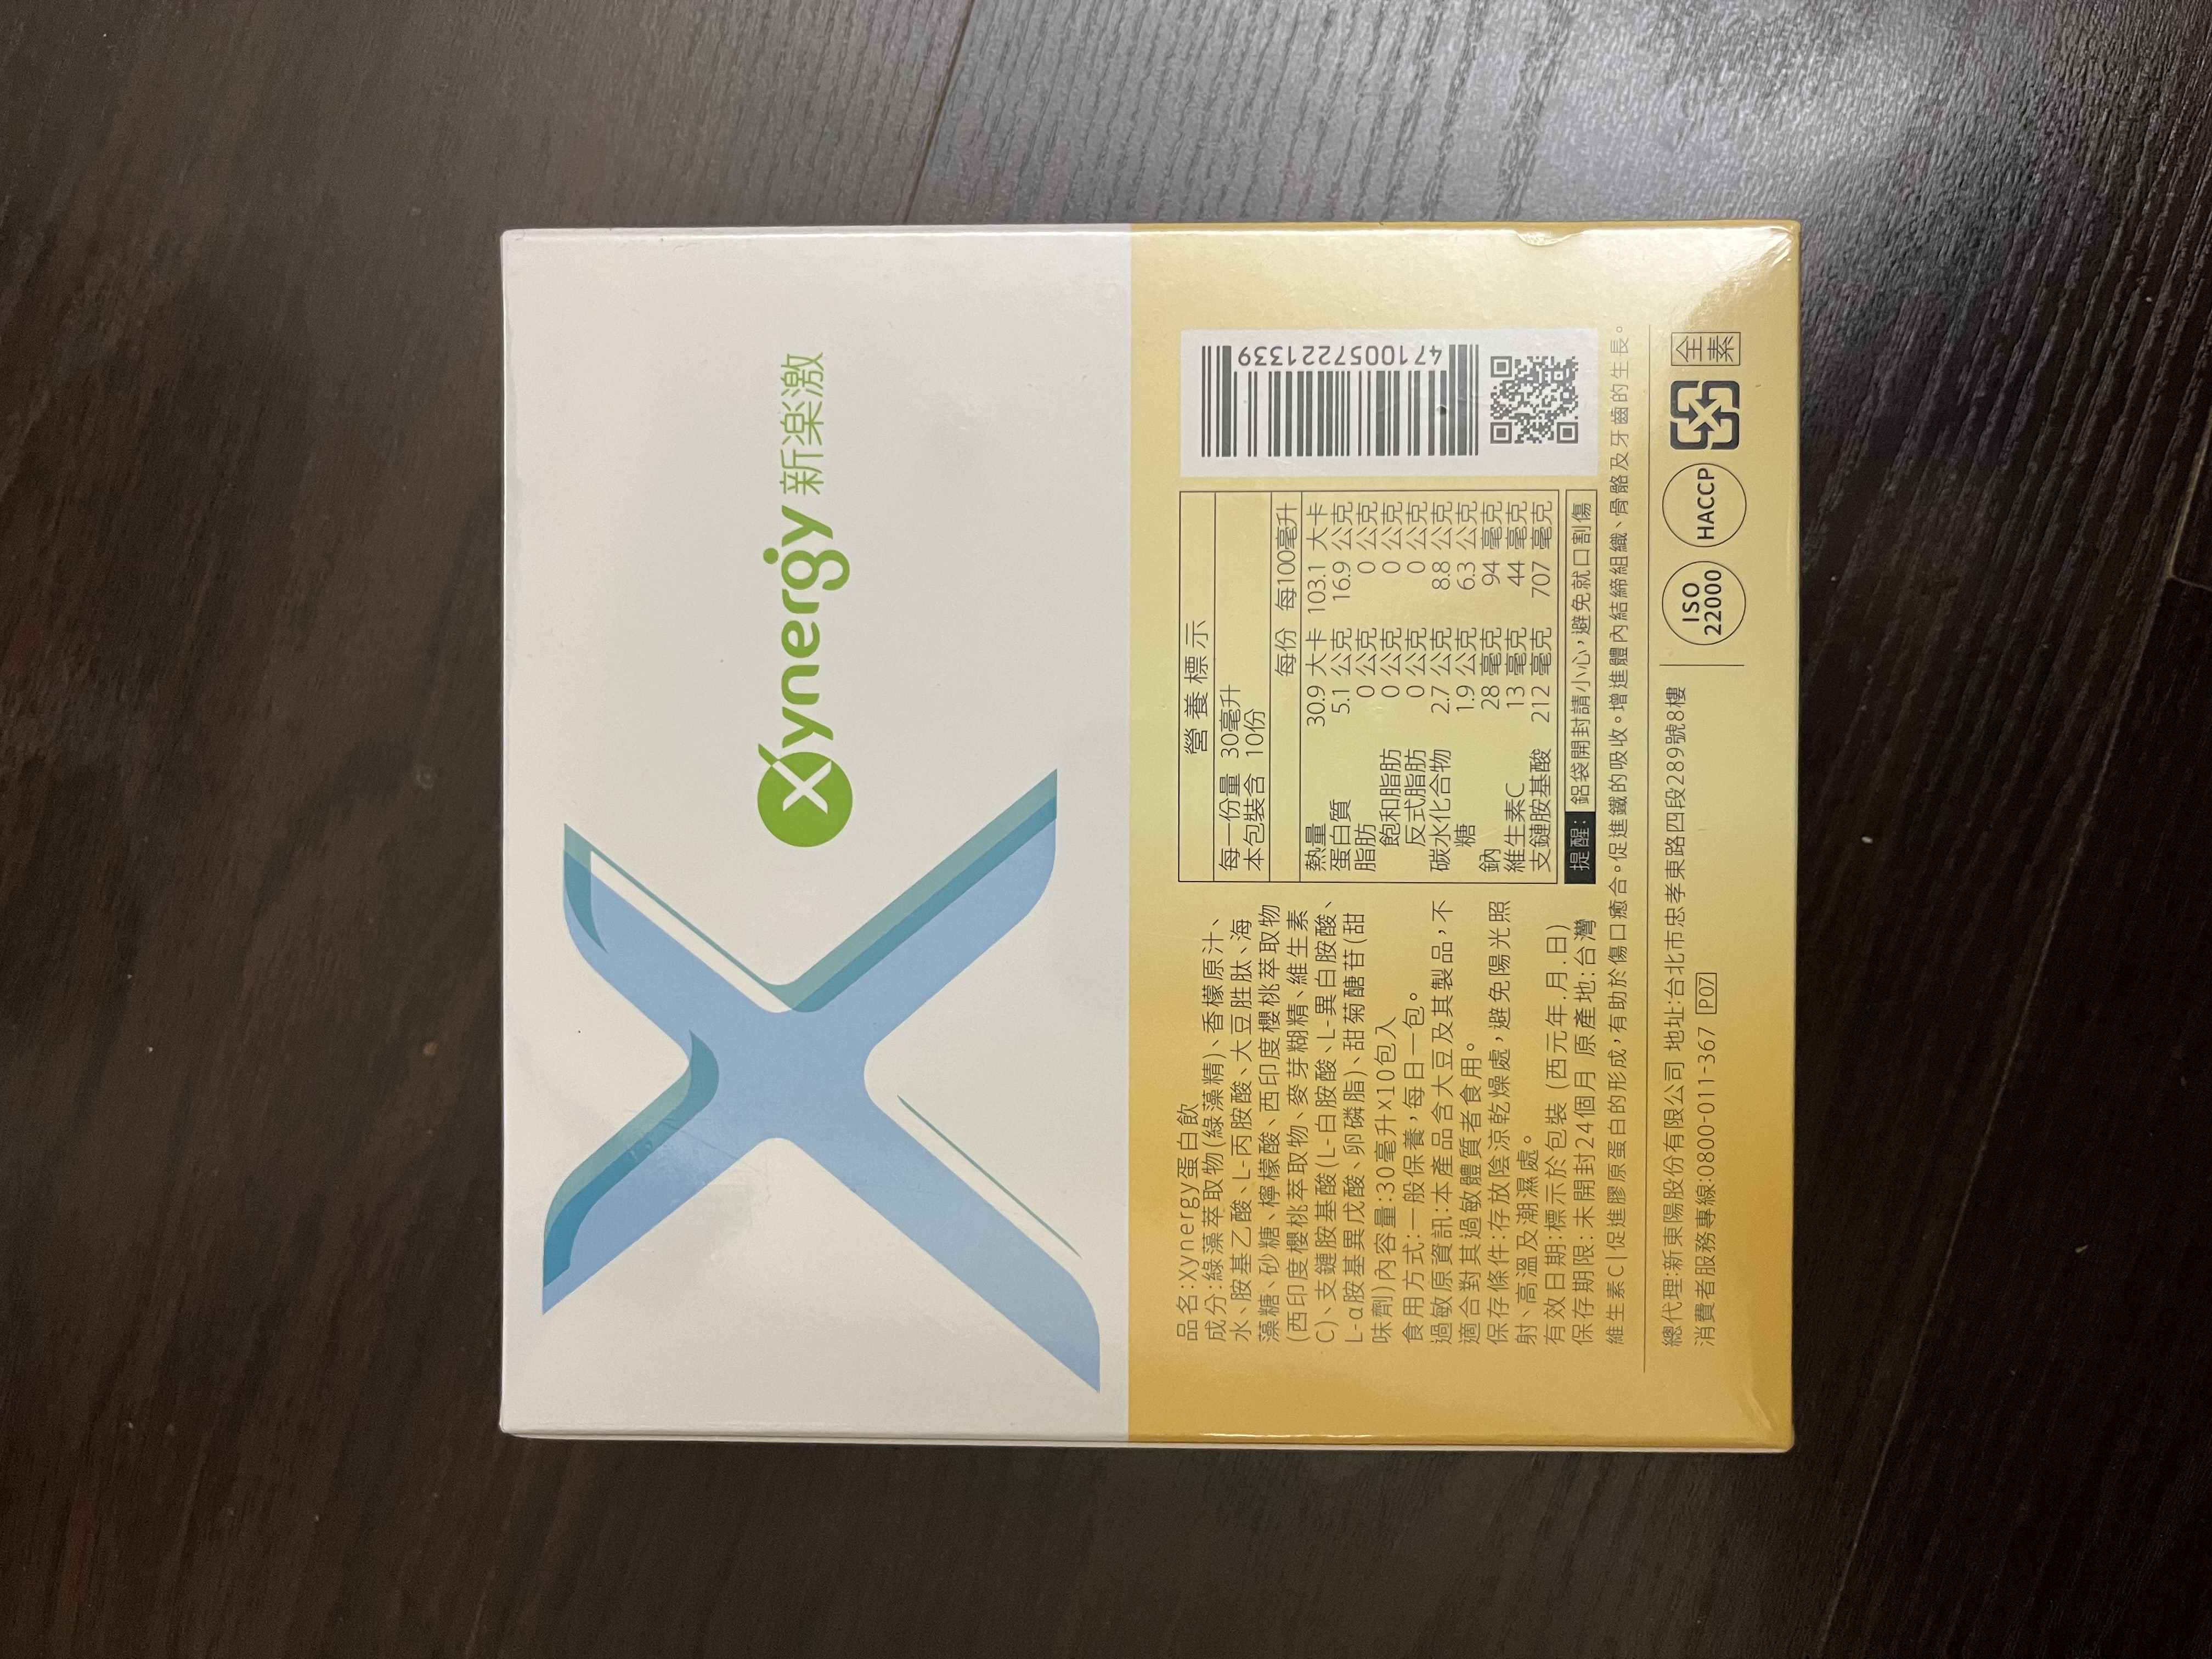 Xynergy 新楽激
品名:Xynergy蛋白飲
成分:綠藻萃取物(綠藻精)、香檬原汁、
水、胺基乙酸、L-丙胺酸、大豆胜肽、海
藻糖、砂糖、檸檬酸、西印度櫻桃萃取物
(西印度櫻桃萃取物、麥芽糊精、維生素
C)、支鏈胺基酸(L-白胺酸、L-異白胺酸、
L-α胺基異戊酸、卵磷脂)、甜菊醣苷(甜
味劑)內容量:30毫升×10包入
食用方式:一般保養,每日一包。
過敏原資訊:本產品含大豆及其製品,不
適合對其過敏體質者食用。
保存條件:存放陰涼乾燥處,避免陽光照
射、高溫及潮濕處。
有效日期:標示於包裝 (西元年.月.日)
保存期限:未開封24個月 原產地:台灣
營養標示
每一份量 30毫升
本包裝含 10份
每份 每100毫升
熱量 30.9 大卡 103.1 大卡
蛋白質 5.1 公克 16.9 公克
脂肪 0 公克 0 公克
飽和脂肪 0 公克 0 公克
反式脂肪 0 公克 0 公克
碳水化合物 2.7 公克 8.8 公克
糖 1.9 公克 6.3 公克
鈉 28 毫克 94 毫克
維生素C 13 毫克 44 毫克
支鏈胺基酸 212 毫克 707 毫克
提醒: 鋁袋開封請小心,避免就口割傷
4710057221339
維生素C|促進膠原蛋白的形成,有助於傷口癒合。促進鐵的吸收。增進體內結締組織、骨骼及牙齒的生長。
總代理:新東陽股份有限公司 地址:台北市忠孝東路四段289號8樓
消費者服務專線:0800-011-367 P07
ISO
22000
HACCP
全素